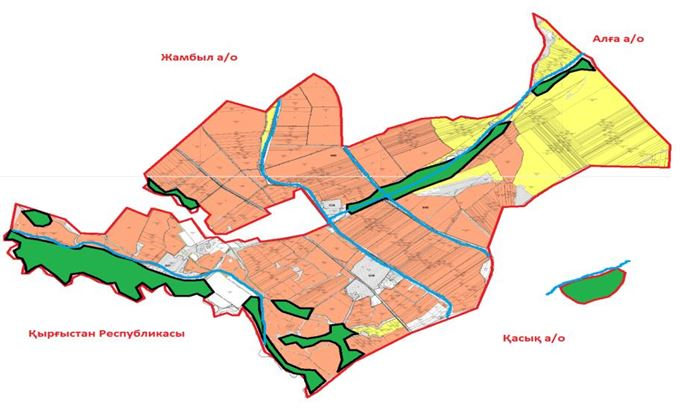 Алға а/о
Жамбыл а/о
Қырғыстан Республикасы
Қасық а/о